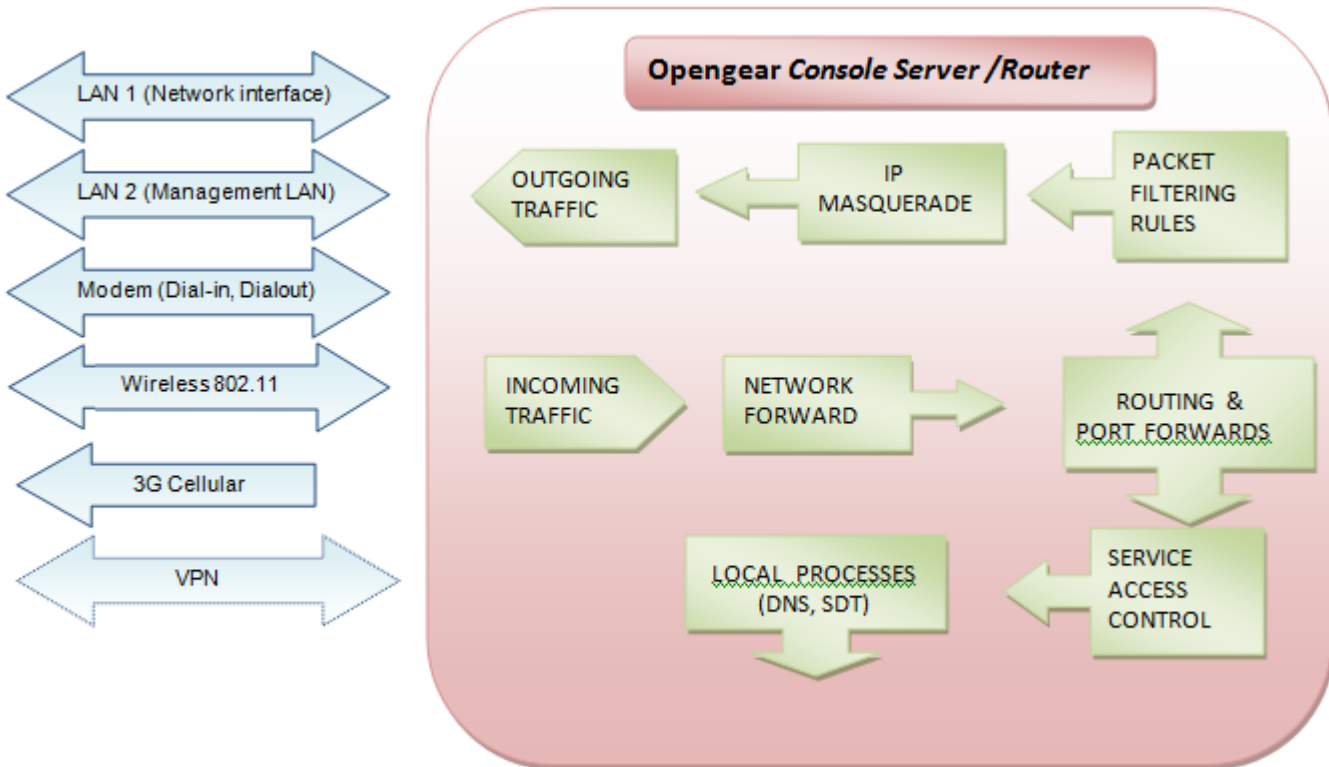 LAN 1 (Network interface)
LAN 2 (Management LAN)
Modem (Dial-in, Dialout)
Wireless 802.11
3G Cellular
VPN
Opengear Console Server /Router
OUTGOING
TRAFFIC
IP
MASQUERADE
PACKET
FILTERING
RULES
INCOMING
TRAFFIC
NETWORK
FORWARD
ROUTING &
PORT FORWARDS
LOCAL PROCESSES
(DNS, SDT)
SERVICE
ACCESS
CONTROL